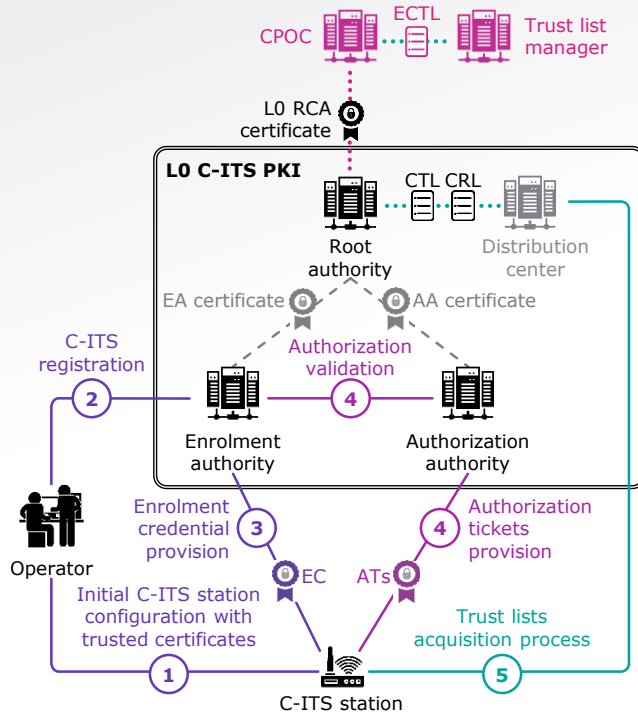 ECTL
CPOC
Trust list
manager
L0 RCA
certificate
L0 C-ITS PKI
CTL CRL
Root
authority
Distribution
center
EA certificate
AA certificate
C-ITS
registration
2
Authorization
validation
4
Enrolment
authority
Authorization
authority
Enrolment
credential
provision
3
4
Authorization
tickets
provision
Operator
EC
ATs
Initial C-ITS station
configuration with
trusted certificates
1
Trust lists
acquisition process
5
C-ITS station